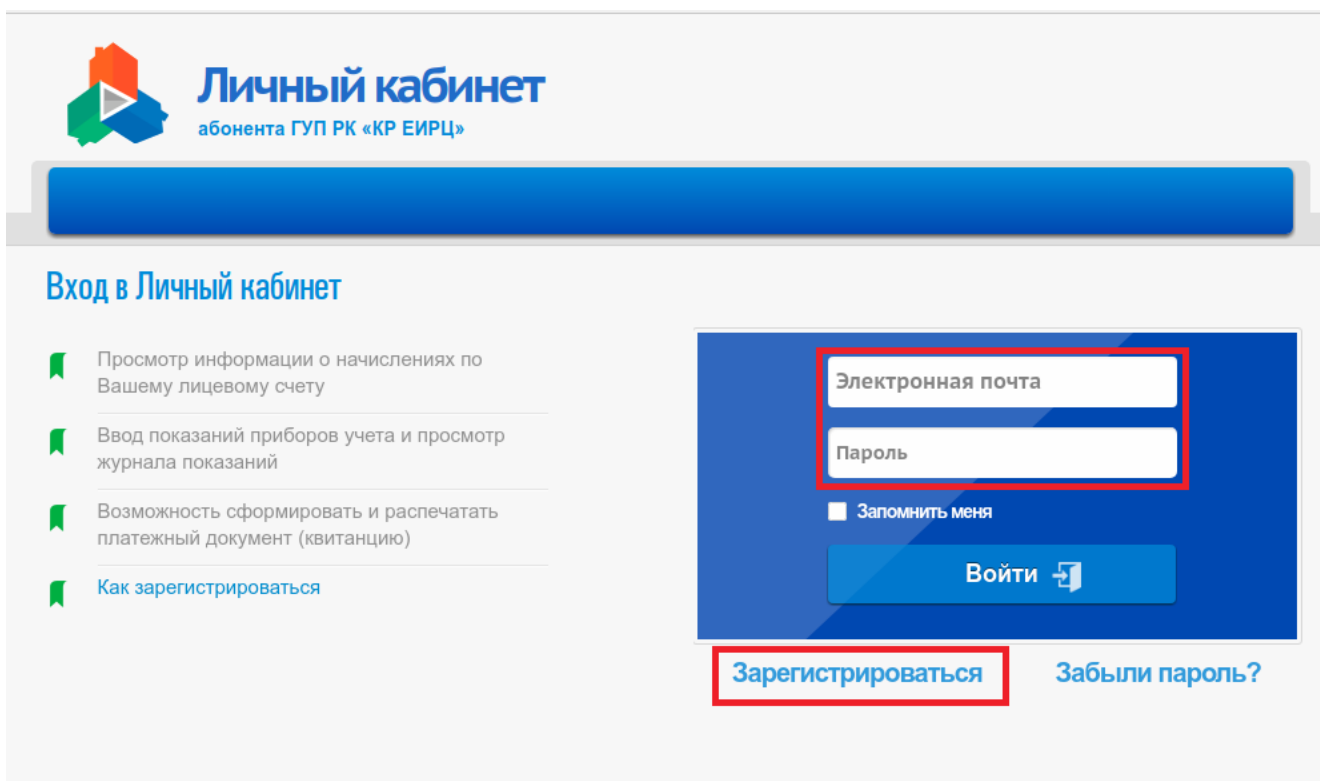 Личный кабинет
абонента ГУП РК «КР ЕИРЦ»
Вход в Личный кабинет
Просмотр информации о начислениях по
Вашему лицевому счету
Ввод показаний приборов учета и просмотр
журнала показаний
Возможность сформировать и распечатать
платежный документ (квитанцию)
Как зарегистрироваться
Электронная почта
Пароль
Запомнить меня
Войти
Зарегистрироваться
Забыли пароль?